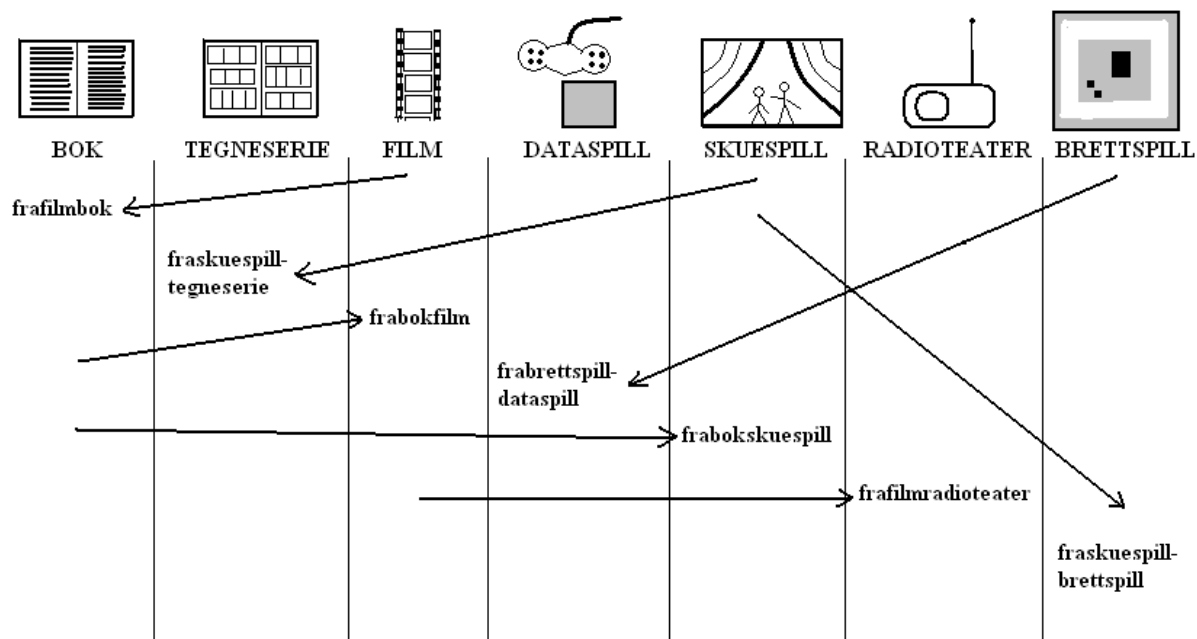 BOK
TEGNESERIE
FILM
DATASPILL
SKUESPILL
RADIOTEATER
BRETTSPILL
frafilmbok
fraskuespill-
tegneserie
frabokfilm
frabrettspill-
dataspill
frabokskuespill
frafilmradioteater
fraskuespill-
brettspill